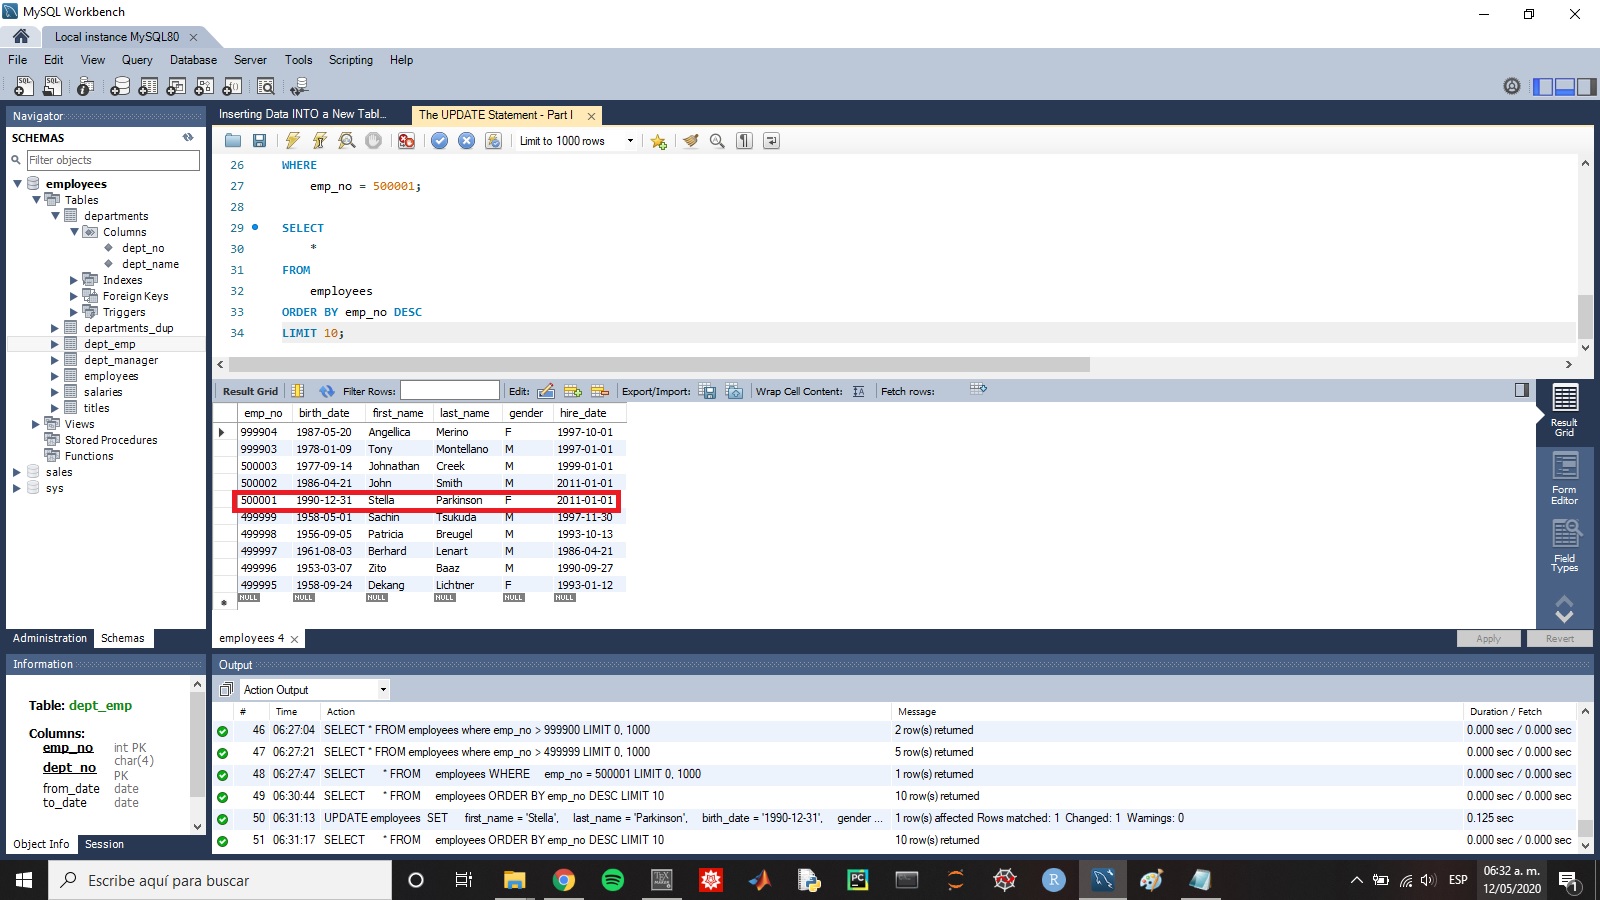 MySQL Workbench
Local instance MySQL80
File Edit View Query Database Server Tools Scripting Help
Navigator
SCHEMAS
Filter objects
employees
Tables
departments
Columns
dept_no
dept_name
Indexes
Foreign Keys
Triggers
departments_dup
dept_emp
dept_manager
employees
salaries
titles
Views
Stored Procedures
Functions
sales
sys
Administration Schemas
Information
Table: dept_emp
Columns:
emp_no int PK
dept_no char(4)
PK
from_date date
to_date date
Object Info Session
Inserting Data INTO a New Tabl... The UPDATE Statement - Part I
Limit to 1000 rows
26 WHERE
27 emp_no = 500001;
28
29 SELECT
30 *
31 FROM
32 employees
33 ORDER BY emp_no DESC
34 LIMIT 10;
Result Grid Filter Rows: Edit: Export/Import: Wrap Cell Content: Fetch rows:
emp_no birth_date first_name last_name gender hire_date
999904 1987-05-20 Angellica Merino F 1997-10-01
999903 1978-01-09 Tony Montellano M 1997-01-01
500003 1977-09-14 Johnathan Creek M 1999-01-01
500002 1986-04-21 John Smith M 2011-01-01
500001 1990-12-31 Stella Parkinson F 2011-01-01
499999 1958-05-01 Sachin Tsukuda M 1997-11-30
499998 1956-09-05 Patricia Breugel M 1993-10-13
499997 1961-08-03 Berhard Lenart M 1986-04-21
499996 1953-03-07 Zito Baaz M 1990-09-27
499995 1958-09-24 Dekang Lichtner F 1993-01-12
NULL NULL NULL NULL NULL NULL
Result
Grid
Form
Editor
Field
Types
employees 4
Apply Revert
Output
Action Output
# Time Action Message Duration / Fetch
46 06:27:04 SELECT * FROM employees where emp_no > 999900 LIMIT 0, 1000 2 row(s) returned 0.000 sec / 0.000 sec
47 06:27:21 SELECT * FROM employees where emp_no > 499999 LIMIT 0, 1000 5 row(s) returned 0.000 sec / 0.000 sec
48 06:27:47 SELECT * FROM employees WHERE emp_no = 500001 LIMIT 0, 1000 1 row(s) returned 0.000 sec / 0.000 sec
49 06:30:44 SELECT * FROM employees ORDER BY emp_no DESC LIMIT 10 10 row(s) returned 0.000 sec / 0.000 sec
50 06:31:13 UPDATE employees SET first_name = 'Stella', last_name = 'Parkinson', birth_date = '1990-12-31', gender ... 1 row(s) affected Rows matched: 1 Changed: 1 Warnings: 0 0.125 sec
51 06:31:17 SELECT * FROM employees ORDER BY emp_no DESC LIMIT 10 10 row(s) returned 0.000 sec / 0.000 sec
Escribe aquí para buscar
ESP
06:32 a. m.
12/05/2020
1